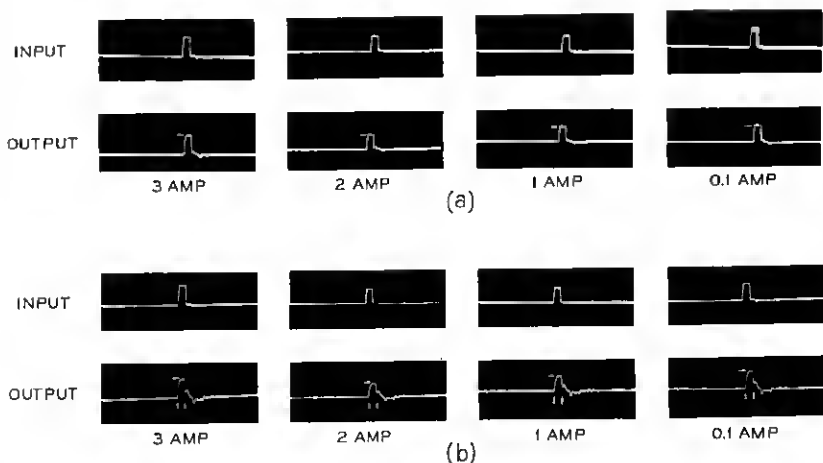 INPUT
OUTPUT
3 AMP 2 AMP 1 AMP 0.1 AMP
(a)
INPUT
OUTPUT
3 AMP 2 AMP 1 AMP 0.1 AMP
(b)